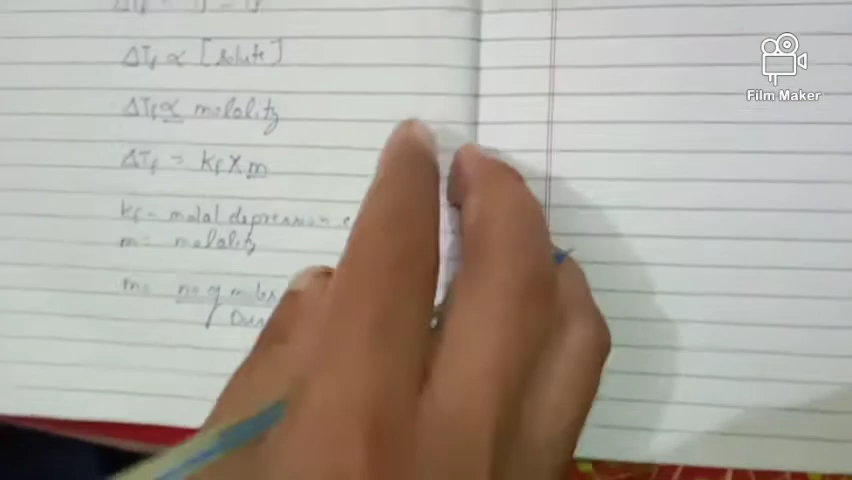 ΔTf ∝ [solute]
ΔTf ∝ molality
ΔTf = kf × m
kf = molal depression
m = molality
m = no of moles
Film Maker